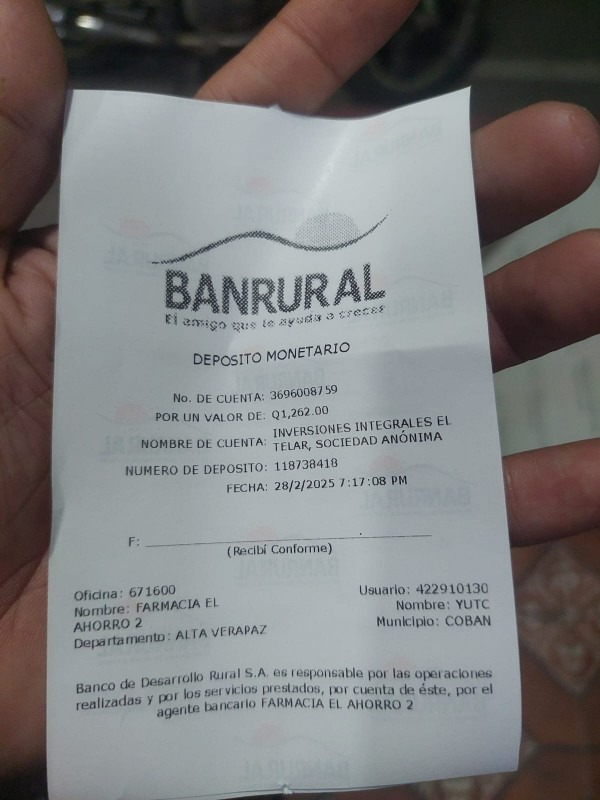 BANRURAL
El amigo que te ayuda a crecer
DEPOSITO MONETARIO
No. DE CUENTA: 3696008759
POR UN VALOR DE: Q1,262.00
NOMBRE DE CUENTA: INVERSIONES INTEGRALES EL
TELAR, SOCIEDAD ANÓNIMA
NUMERO DE DEPOSITO: 118738418
FECHA: 28/2/2025 7:17:08 PM
F:
(Recibí Conforme)
Oficina: 671600
Nombre: FARMACIA EL
AHORRO 2
Departamento: ALTA VERAPAZ
Usuario: 422910130
Nombre: YUTC
Municipio: COBAN
Banco de Desarrollo Rural S.A. es responsable por las operaciones
realizadas y por los servicios prestados, por cuenta de éste, por el
agente bancario FARMACIA EL AHORRO 2